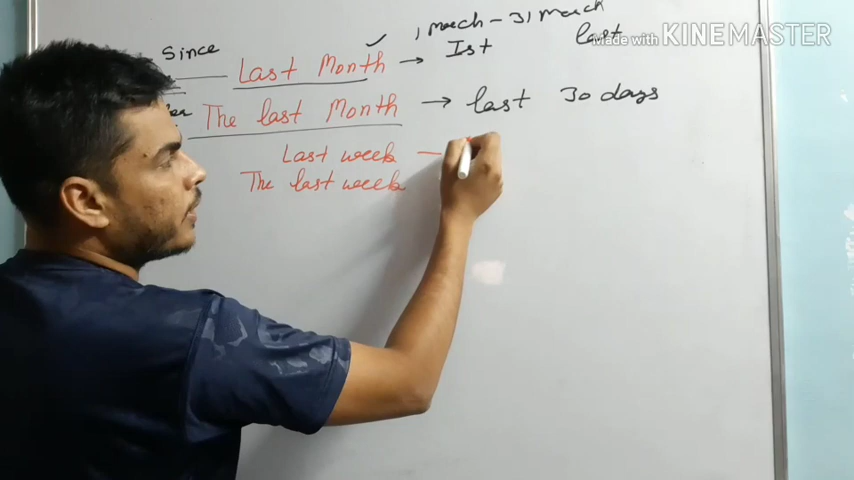 1 march - 31 march
Since Last Month ✓ → Ist last
The last Month → last 30 days
Last week —
The last week
Made with KINEMASTER